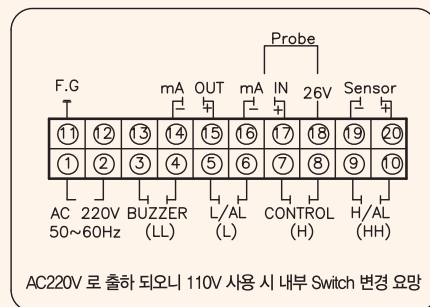 Probe
F.G mA OUT mA IN 26V Sensor
− + − + − +
⑪ ⑫ ⑬ ⑭ ⑮ ⑯ ⑰ ⑱ ⑲ ⑳
① ② ③ ④ ⑤ ⑥ ⑦ ⑧ ⑨ ⑩
AC 220V BUZZER L/AL CONTROL H/AL
50~60Hz (LL) (L) (H) (HH)
AC220V 로 출하 되오니 110V 사용 시 내부 Switch 변경 요망